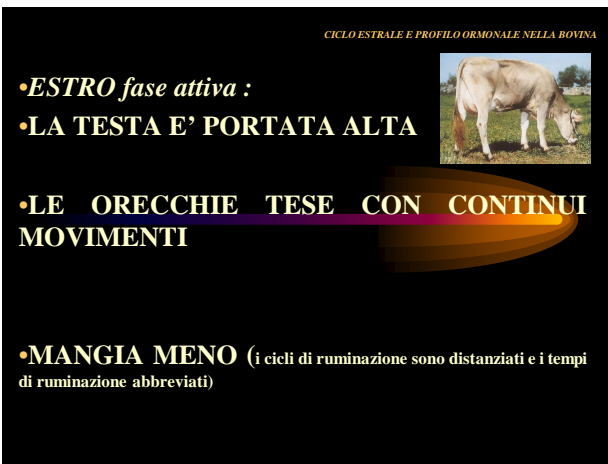 CICLO ESTRALE E PROFILO ORMONALE NELLA BOVINA
•ESTRO fase attiva :
•LA TESTA E' PORTATA ALTA
•LE ORECCHIE TESE CON CONTINUI
MOVIMENTI
•MANGIA MENO (i cicli di ruminazione sono distanziati e i tempi
di ruminazione abbreviati)